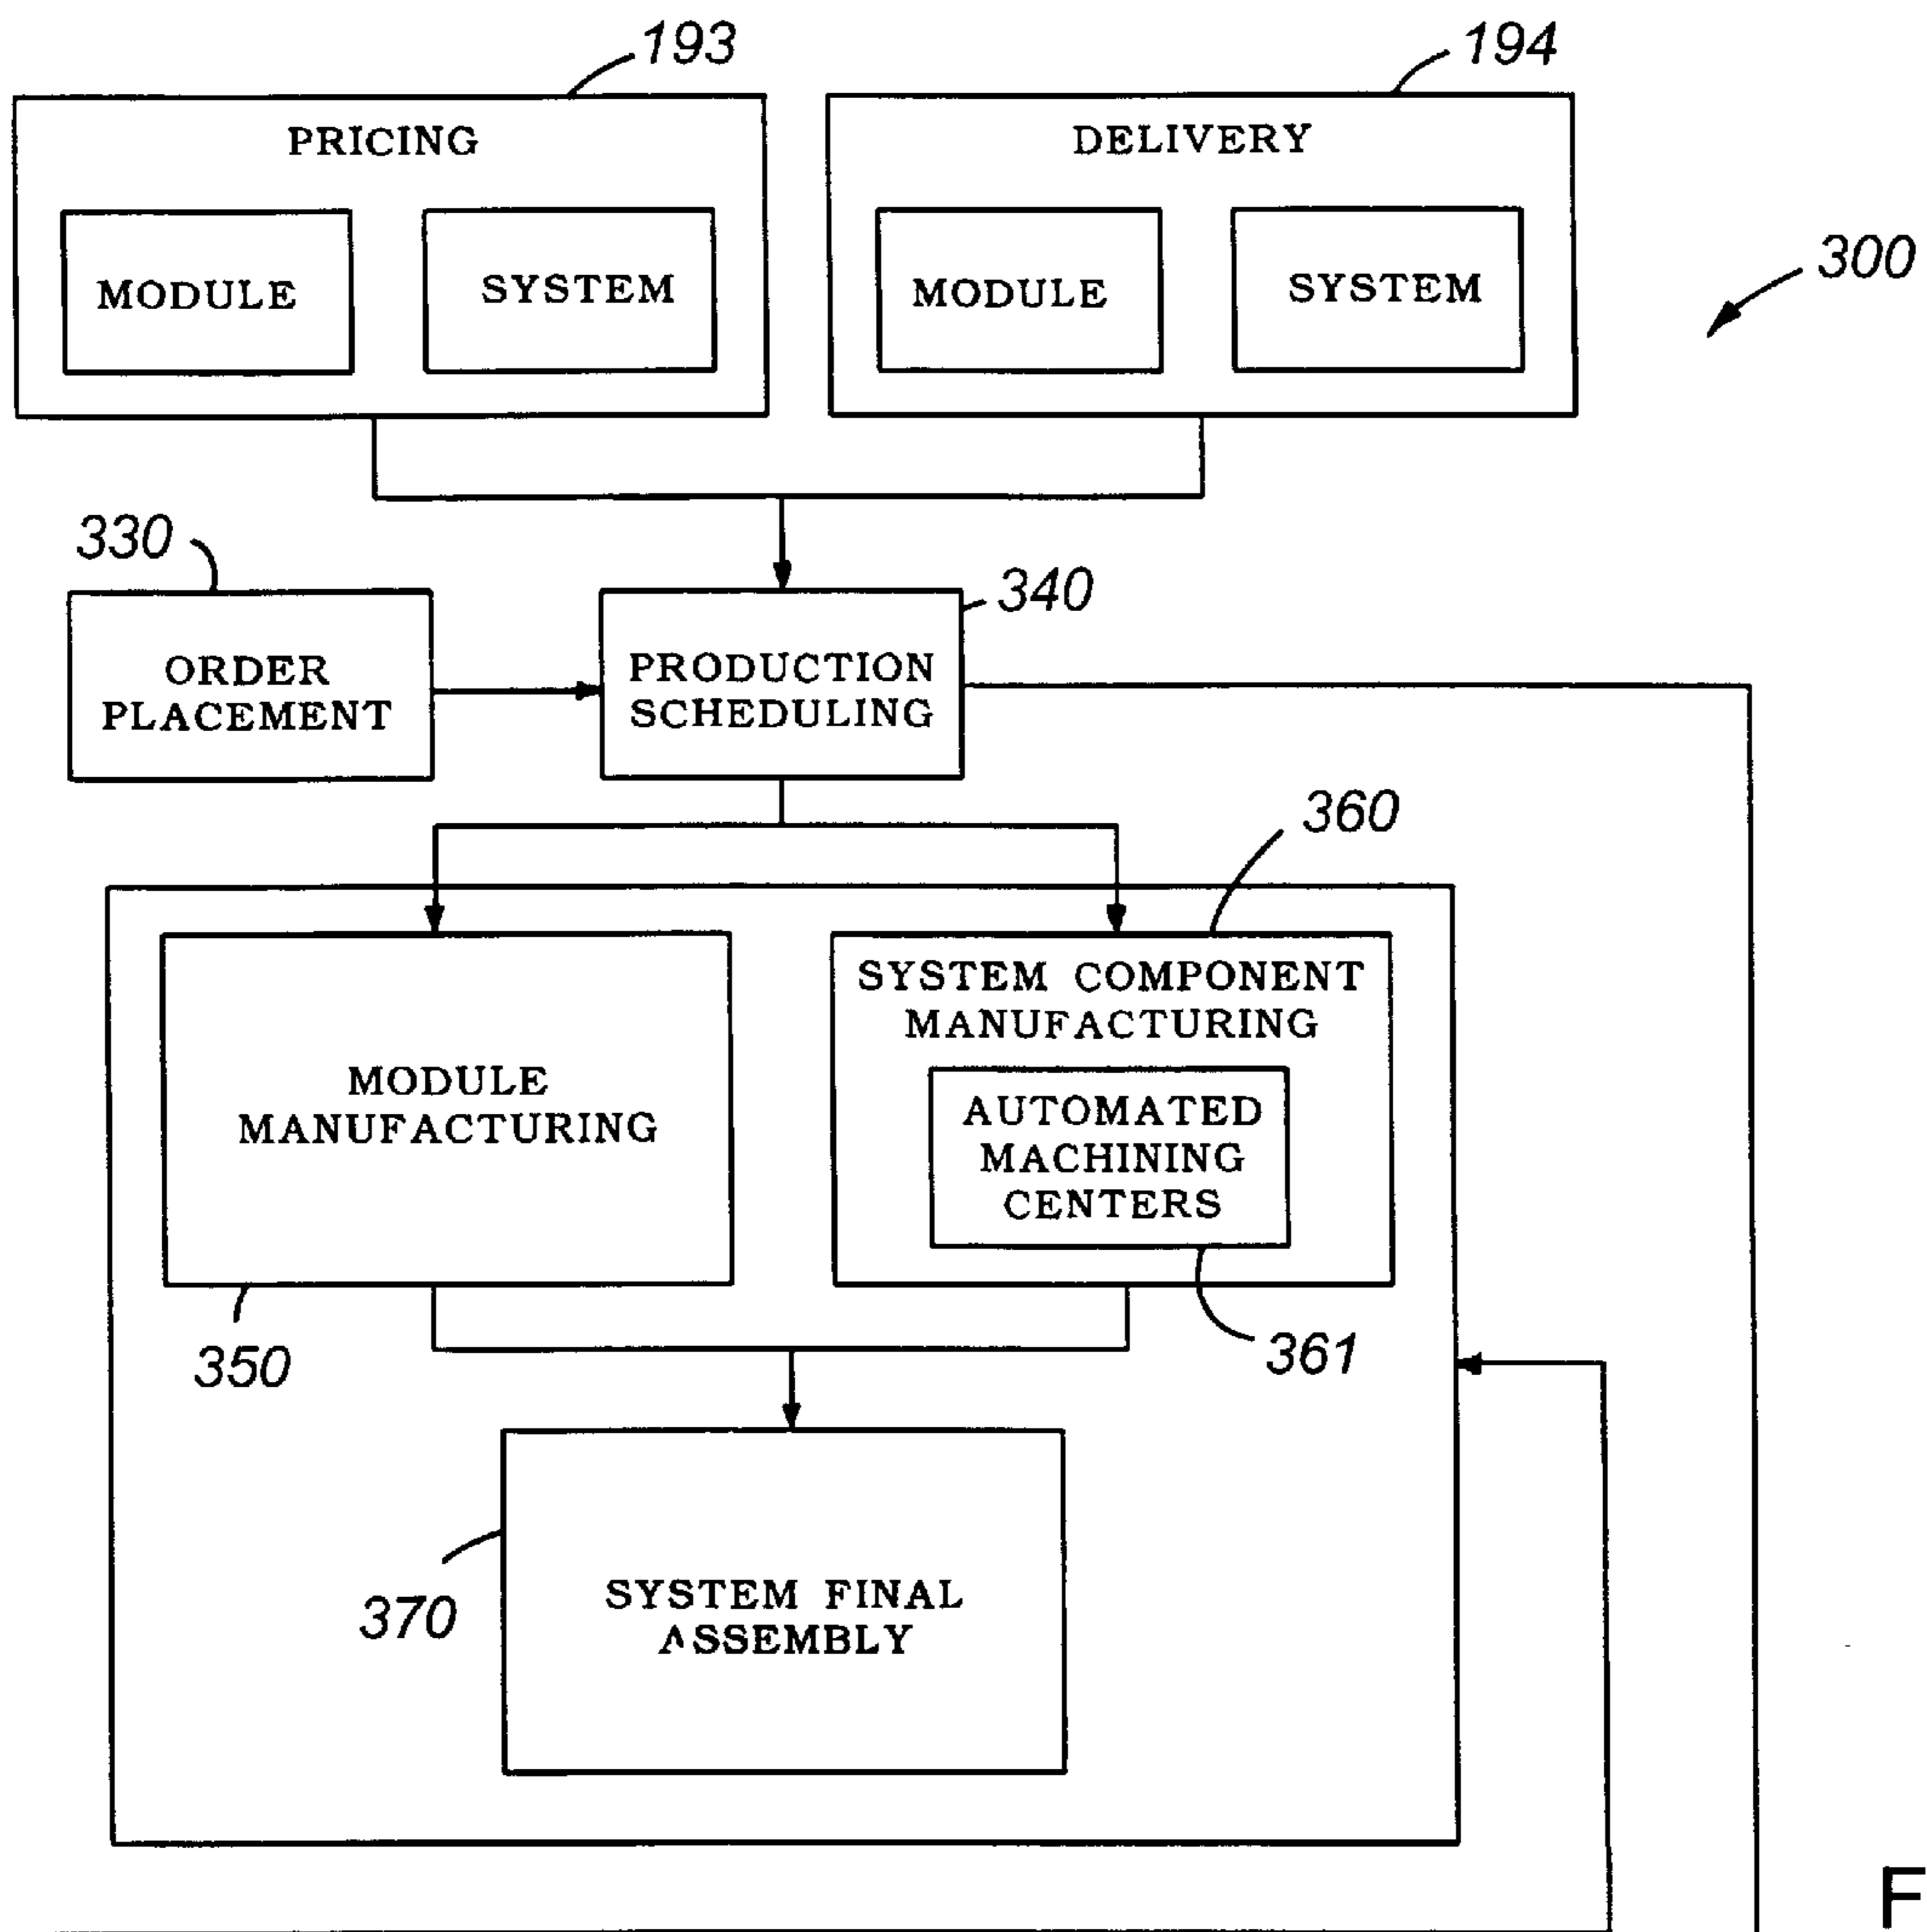 193
194
PRICING
DELIVERY
MODULE
SYSTEM
MODULE
SYSTEM
300
330
340
ORDER
PLACEMENT
PRODUCTION
SCHEDULING
360
MODULE
MANUFACTURING
SYSTEM COMPONENT
MANUFACTURING
AUTOMATED
MACHINING
CENTERS
350
361
370
SYSTEM FINAL
ASSEMBLY
F